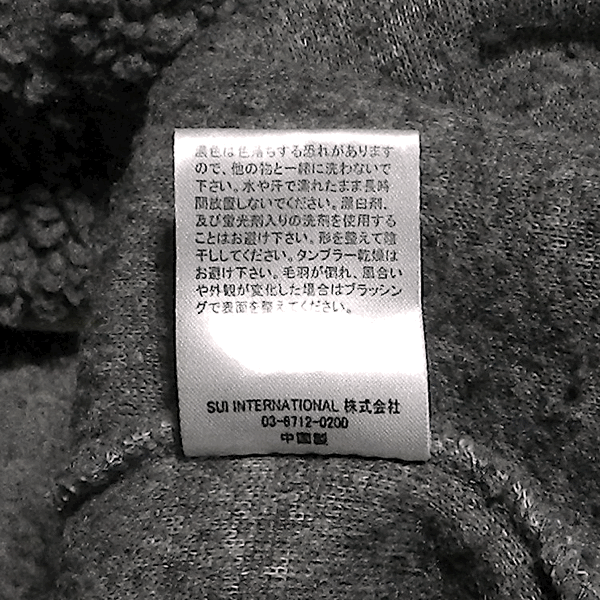 濃色は色落ちする恐れがあります
ので、他の物と一緒に洗わないで
下さい。水や汗で濡れたまま長時
間放置しないでください。漂白剤、
及び蛍光剤入りの洗剤を使用する
ことはお避け下さい。形を整えて陰
干ししてください。タンブラー乾燥は
お避け下さい。毛羽が倒れ、風合い
や外観が変化した場合はブラッシン
グで表面を整えてください。
SUI INTERNATIONAL 株式会社
03-6712-0200
中国製